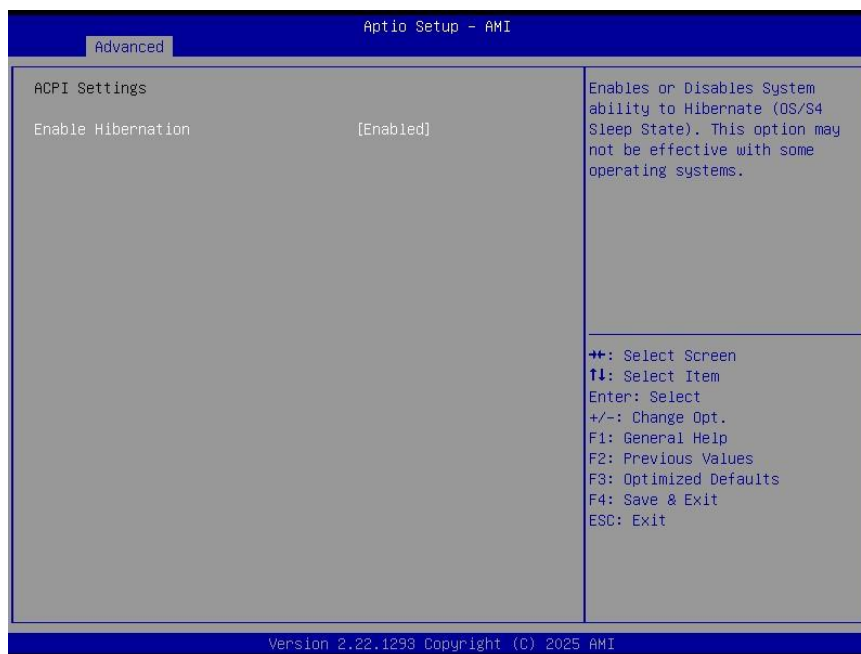 Aptio Setup - AMI
Advanced
ACPI Settings
Enable Hibernation [Enabled]
Enables or Disables System
ability to Hibernate (OS/S4
Sleep State). This option may
not be effective with some
operating systems.
→←: Select Screen
↑↓: Select Item
Enter: Select
+/-: Change Opt.
F1: General Help
F2: Previous Values
F3: Optimized Defaults
F4: Save & Exit
ESC: Exit
Version 2.22.1293 Copyright (C) 2025 AMI